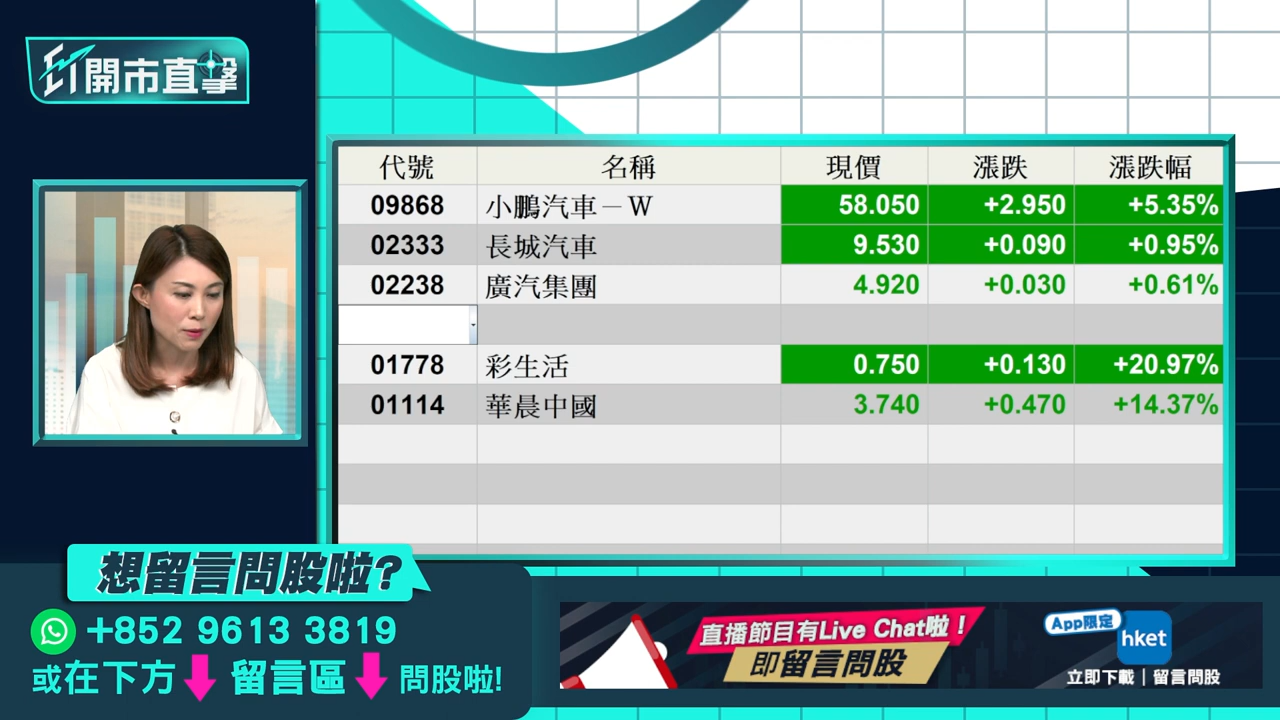 ET開市直擊
代號 名稱 現價 漲跌 漲跌幅
09868 小鵬汽車－W 58.050 +2.950 +5.35%
02333 長城汽車 9.530 +0.090 +0.95%
02238 廣汽集團 4.920 +0.030 +0.61%
01778 彩生活 0.750 +0.130 +20.97%
01114 華晨中國 3.740 +0.470 +14.37%
想留言問股啦?
+852 9613 3819
或在下方 留言區 問股啦!
直播節目有Live Chat啦！
即留言問股
App限定
hket
立即下載｜留言問股